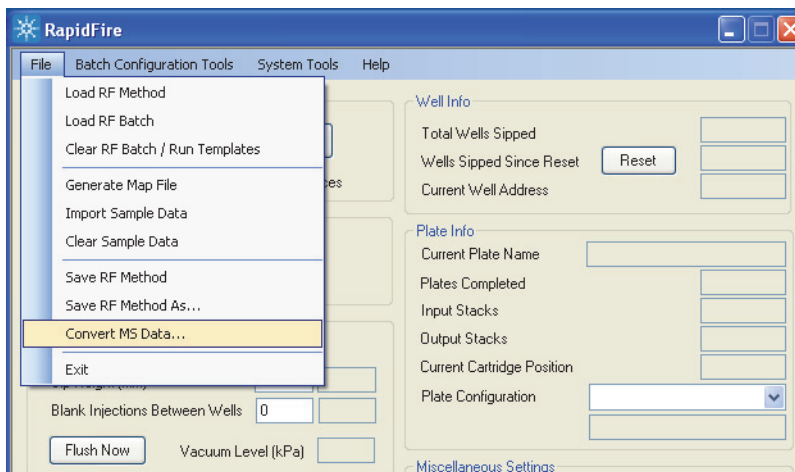 RapidFire
File Batch Configuration Tools System Tools Help
Load RF Method
Load RF Batch
Clear RF Batch / Run Templates
Generate Map File
Import Sample Data
Clear Sample Data
Save RF Method
Save RF Method As...
Convert MS Data...
Exit
Blank Injections Between Wells 0
Flush Now Vacuum Level (kPa)
Well Info
Total Wells Sipped
Wells Sipped Since Reset Reset
Current Well Address
Plate Info
Current Plate Name
Plates Completed
Input Stacks
Output Stacks
Current Cartridge Position
Plate Configuration
Miscellaneous Settings